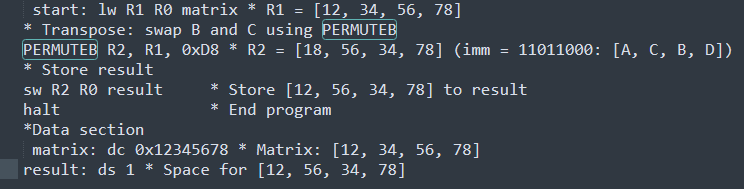 start: lw R1 R0 matrix * R1 = [12, 34, 56, 78]
* Transpose: swap B and C using PERMUTEB
PERMUTEB R2, R1, 0xD8 * R2 = [18, 56, 34, 78] (imm = 11011000: [A, C, B, D])
* Store result
sw R2 R0 result     * Store [12, 56, 34, 78] to result
halt                * End program
*Data section
matrix: dc 0x12345678 * Matrix: [12, 34, 56, 78]
result: ds 1 * Space for [12, 56, 34, 78]